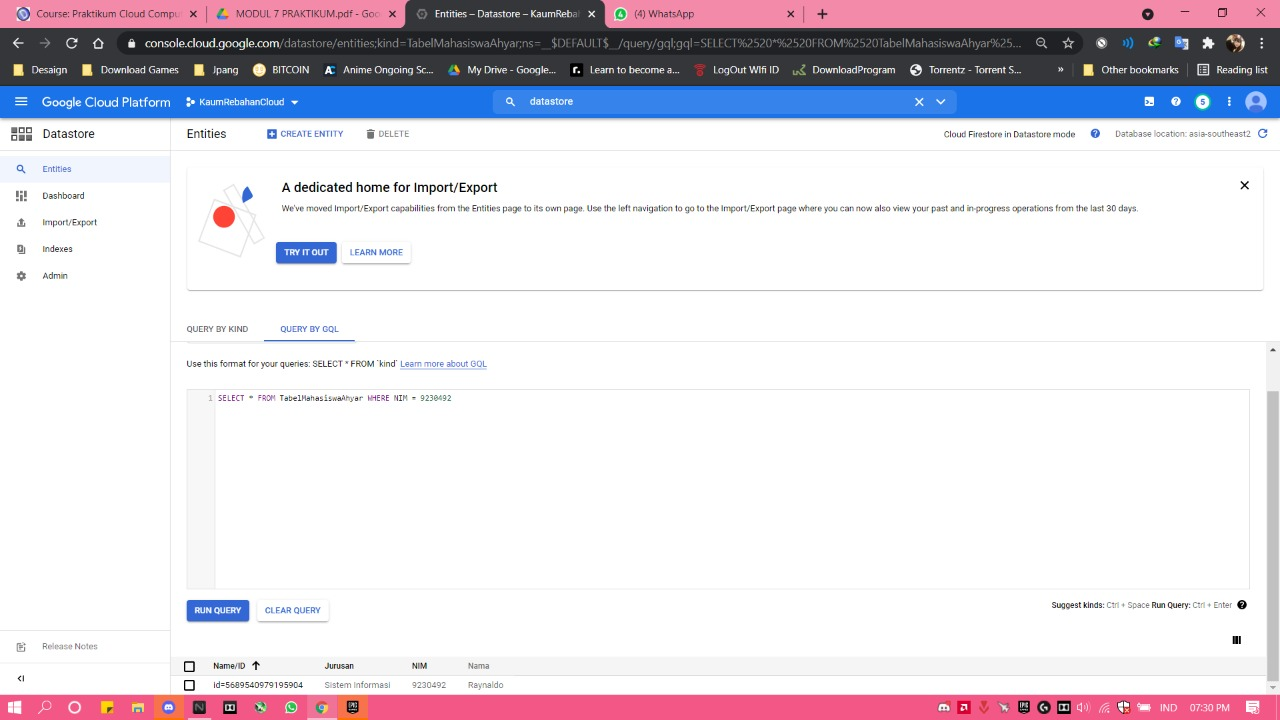 Course: Praktikum Cloud Compu
MODUL 7 PRAKTIKUM.pdf - Goo
Entities – Datastore – KaumRebah
(4) WhatsApp
console.cloud.google.com/datastore/entities;kind=TabelMahasiswaAhyar;ns=__$DEFAULT$__/query/gql;gql=SELECT%2520*%2520FROM%2520TabelMahasiswaAhyar%25...
Desaign
Download Games
Jpang
BITCOIN
Anime Ongoing Sc...
My Drive - Google...
Learn to become a...
LogOut WIfi ID
DownloadProgram
Torrentz - Torrent S...
»
Other bookmarks
Reading list
Google Cloud Platform
KaumRebahanCloud
datastore
5
Datastore
Entities
CREATE ENTITY
DELETE
Cloud Firestore in Datastore mode
Database location: asia-southeast2
Entities
Dashboard
Import/Export
Indexes
Admin
A dedicated home for Import/Export
We've moved Import/Export capabilities from the Entities page to its own page. Use the left navigation to go to the Import/Export page where you can now also view your past and in-progress operations from the last 30 days.
TRY IT OUT
LEARN MORE
QUERY BY KIND
QUERY BY GQL
Use this format for your queries: SELECT * FROM `kind` Learn more about GQL
1 SELECT * FROM TabelMahasiswaAhyar WHERE NIM = 9230492
RUN QUERY
CLEAR QUERY
Suggest kinds: Ctrl + Space Run Query: Ctrl + Enter
Name/ID Jurusan NIM Nama
id=5689540979195904 Sistem Informasi 9230492 Raynaldo
Release Notes
IND
07:30 PM